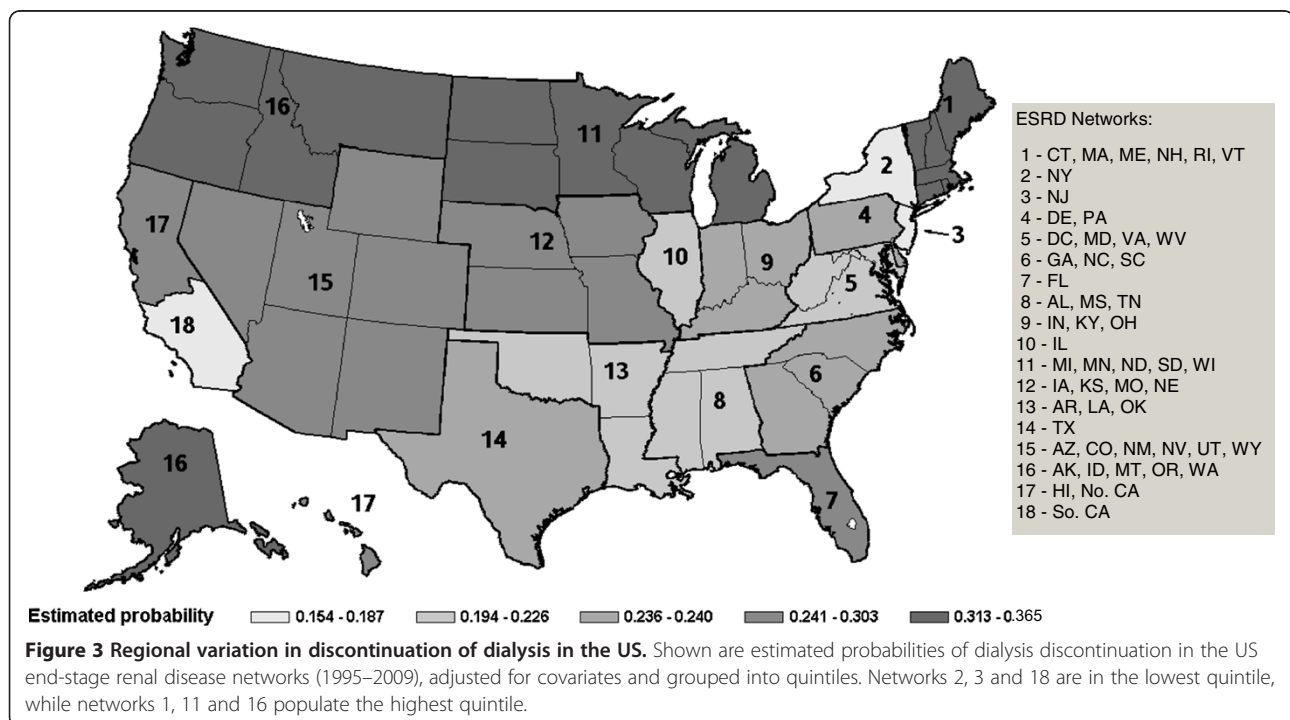 16
11
1
2
17
12
4
3
15
10
9
5
18
13
6
14
8
16
17
7
ESRD Networks:
1 - CT, MA, ME, NH, RI, VT
2 - NY
3 - NJ
4 - DE, PA
5 - DC, MD, VA, WV
6 - GA, NC, SC
7 - FL
8 - AL, MS, TN
9 - IN, KY, OH
10 - IL
11 - MI, MN, ND, SD, WI
12 - IA, KS, MO, NE
13 - AR, LA, OK
14 - TX
15 - AZ, CO, NM, NV, UT, WY
16 - AK, ID, MT, OR, WA
17 - HI, No. CA
18 - So. CA
Estimated probability 0.154 - 0.187 0.194 - 0.226 0.236 - 0.240 0.241 - 0.303 0.313 - 0.365
Figure 3 Regional variation in discontinuation of dialysis in the US. Shown are estimated probabilities of dialysis discontinuation in the US
end-stage renal disease networks (1995–2009), adjusted for covariates and grouped into quintiles. Networks 2, 3 and 18 are in the lowest quintile,
while networks 1, 11 and 16 populate the highest quintile.